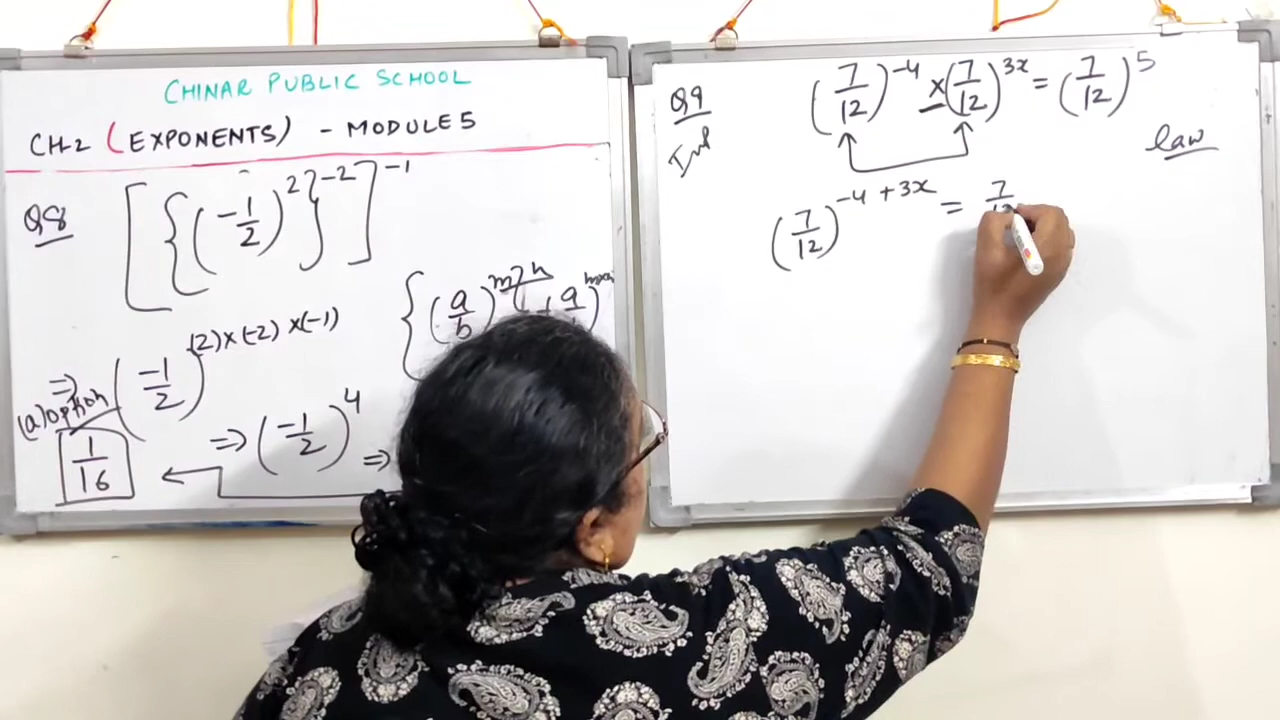 CHINAR PUBLIC SCHOOL
CH-2 (EXPONENTS) - MODULE 5
Q8 [{(-1/2)^2}^-2]^-1
{(a/b)^m}^n
=> (-1/2)^(2)×(-2)×(-1)
(a) option
1/16
=> (-1/2)^4 =>
Q9 (7/12)^-4 × (7/12)^3x = (7/12)^5
law
(7/12)^-4+3x = 7